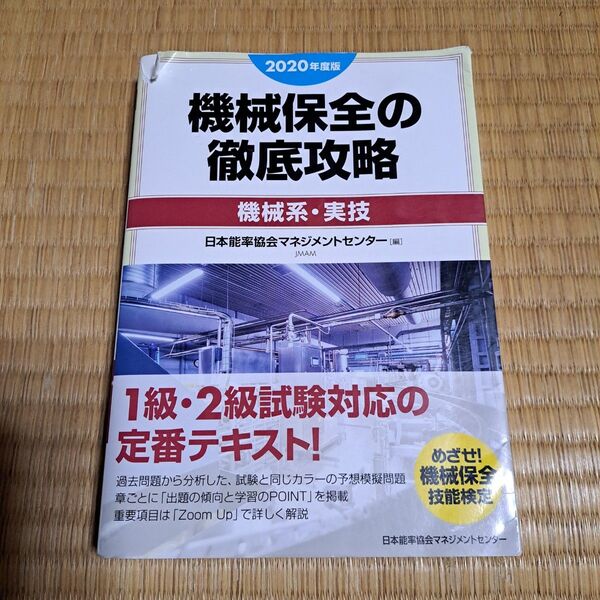 2020年度版
機械保全の
徹底攻略
機械系・実技
日本能率協会マネジメントセンター[編]
JMAM
1級・2級試験対応の
定番テキスト!
過去問題から分析した、試験と同じカラーの予想模擬問題
章ごとに「出題の傾向と学習のPOINT」を掲載
重要項目は「Zoom Up」で詳しく解説
めざせ!
機械保全
技能検定
日本能率協会マネジメントセンター